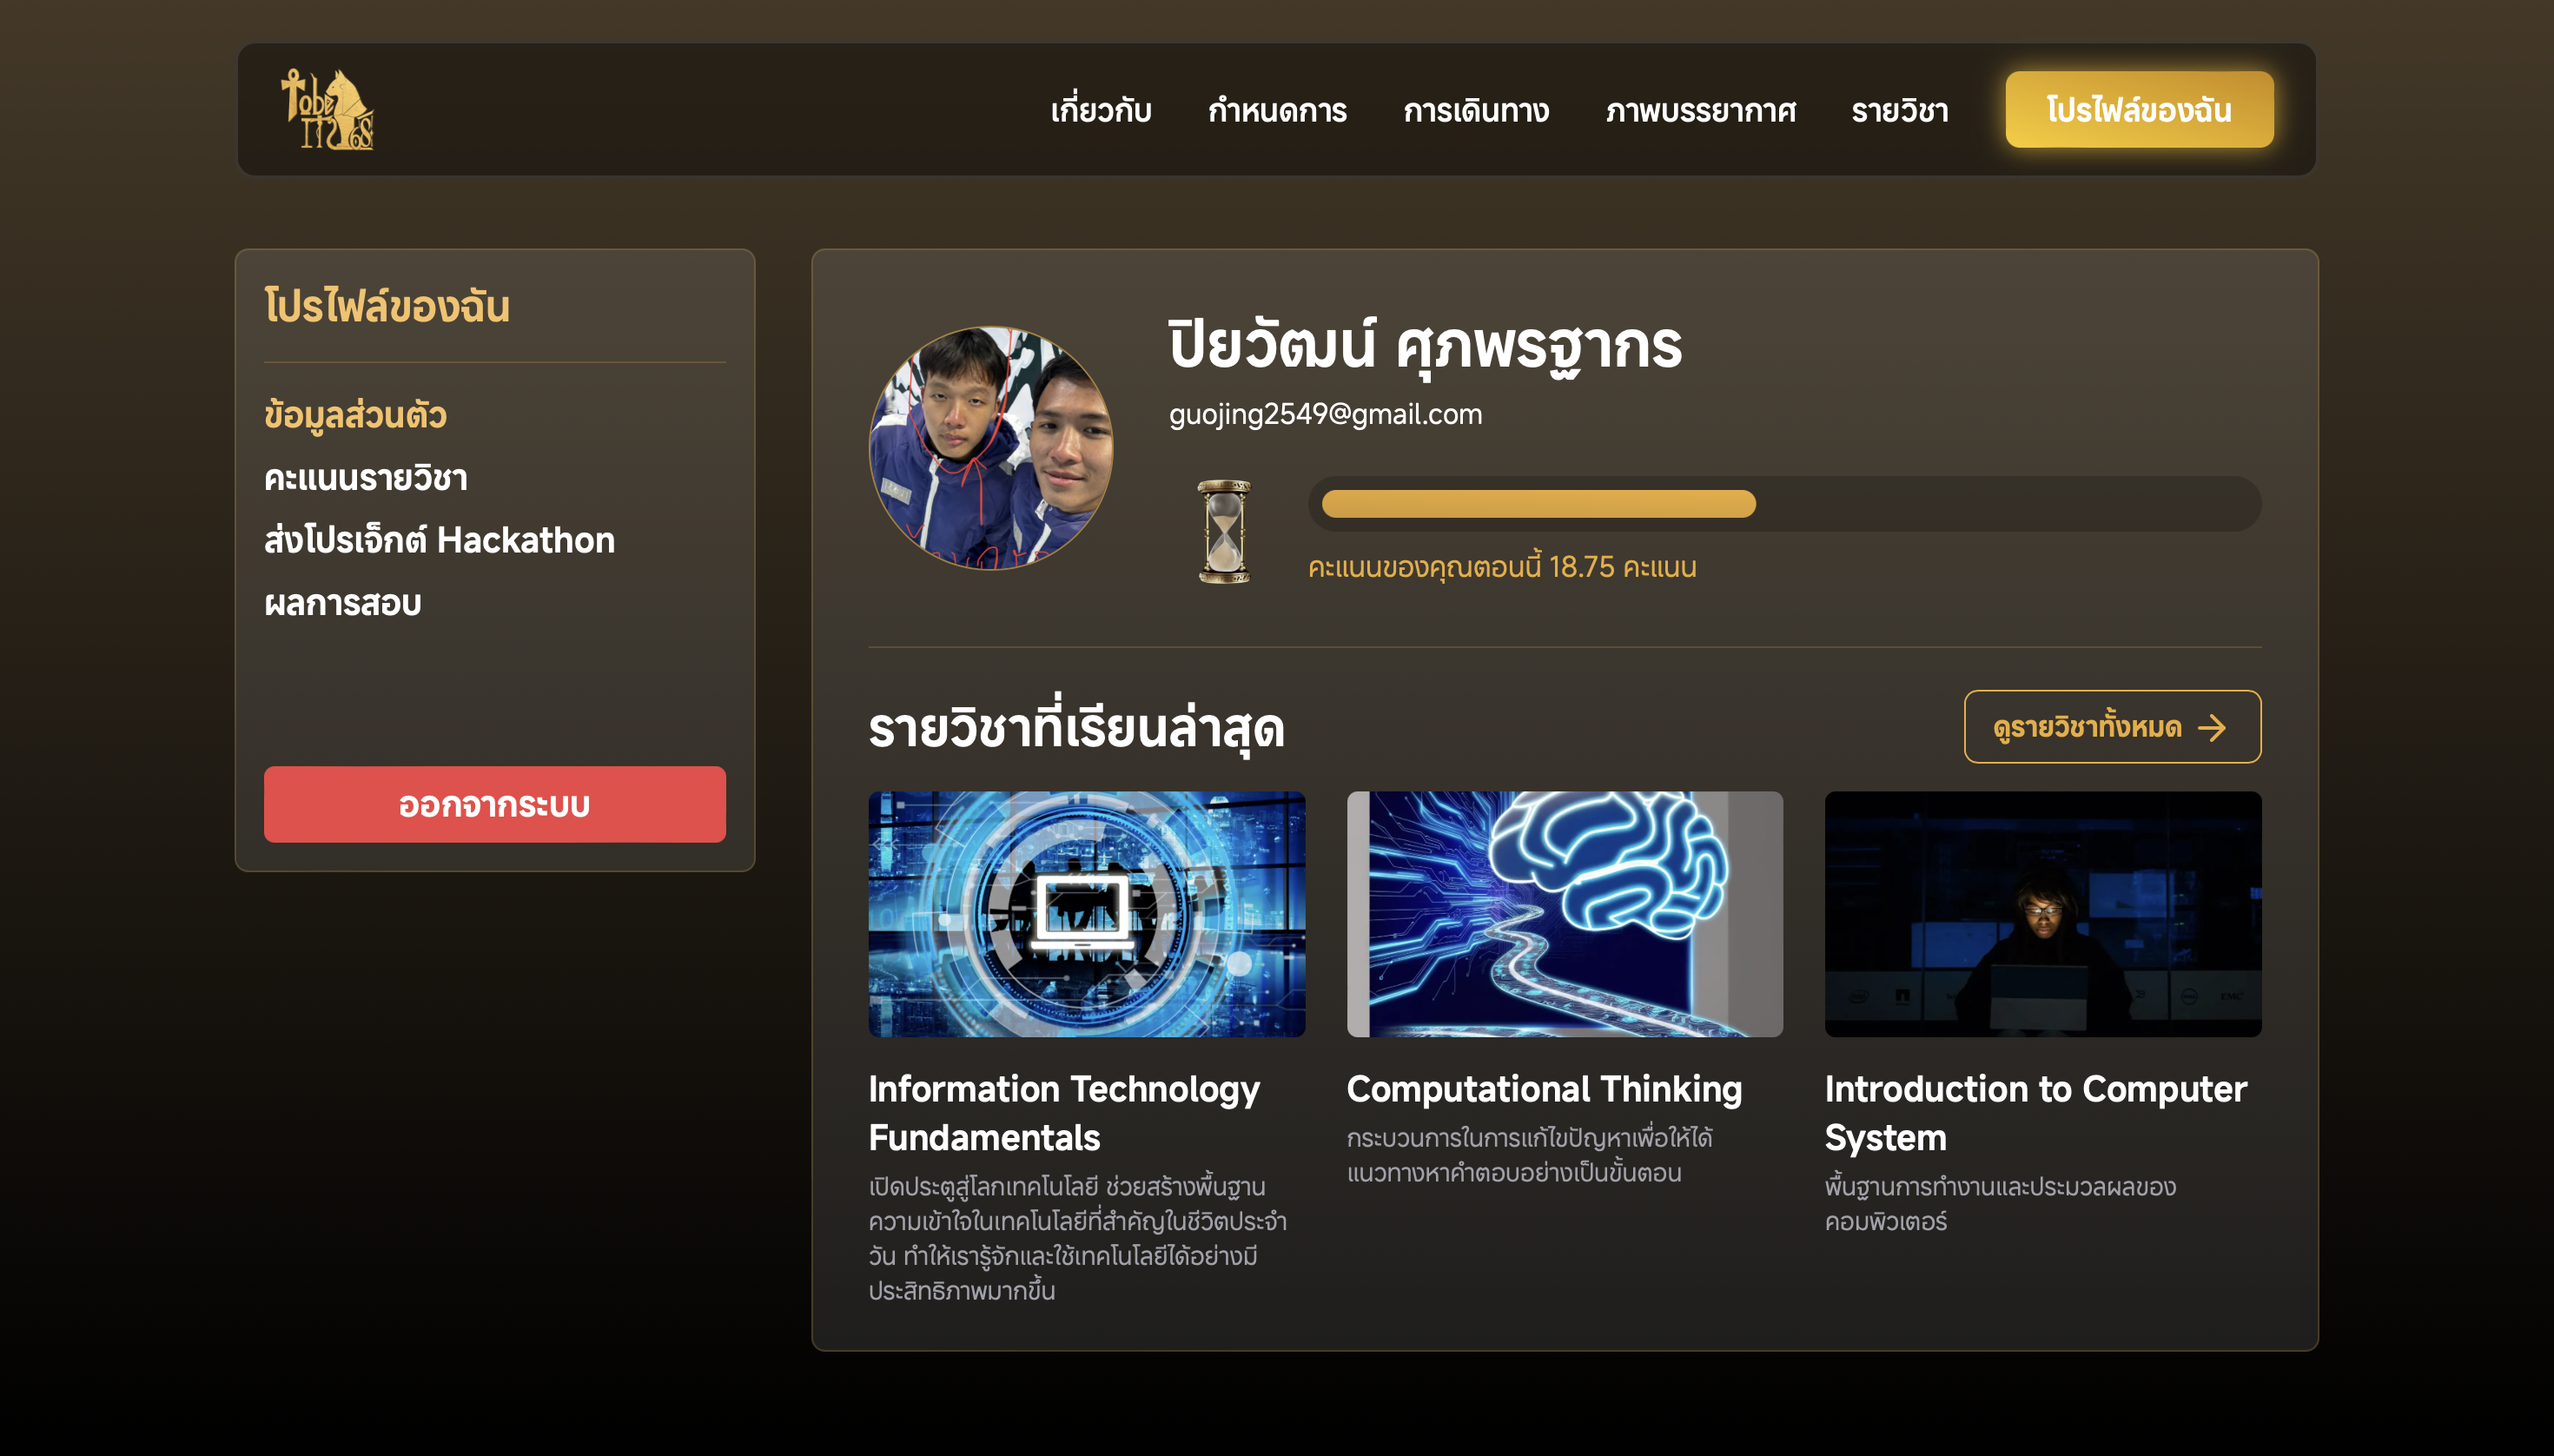 เกี่ยวกับ
กำหนดการ
การเดินทาง
ภาพบรรยากาศ
รายวิชา
โปรไฟล์ของฉัน
โปรไฟล์ของฉัน
ข้อมูลส่วนตัว
คะแนนรายวิชา
ส่งโปรเจ็กต์ Hackathon
ผลการสอบ
ออกจากระบบ
ปิยวัฒน์ ศุภพรฐากร
guojing2549@gmail.com
คะแนนของคุณตอนนี้ 18.75 คะแนน
รายวิชาที่เรียนล่าสุด
ดูรายวิชาทั้งหมด
Information Technology
Fundamentals
เปิดประตูสู่โลกเทคโนโลยี ช่วยสร้างพื้นฐาน
ความเข้าใจในเทคโนโลยีที่สำคัญในชีวิตประจำ
วัน ทำให้เรารู้จักและใช้เทคโนโลยีได้อย่างมี
ประสิทธิภาพมากขึ้น
Computational Thinking
กระบวนการในการแก้ไขปัญหาเพื่อให้ได้
แนวทางหาคำตอบอย่างเป็นขั้นตอน
Introduction to Computer
System
พื้นฐานการทำงานและประมวลผลของ
คอมพิวเตอร์